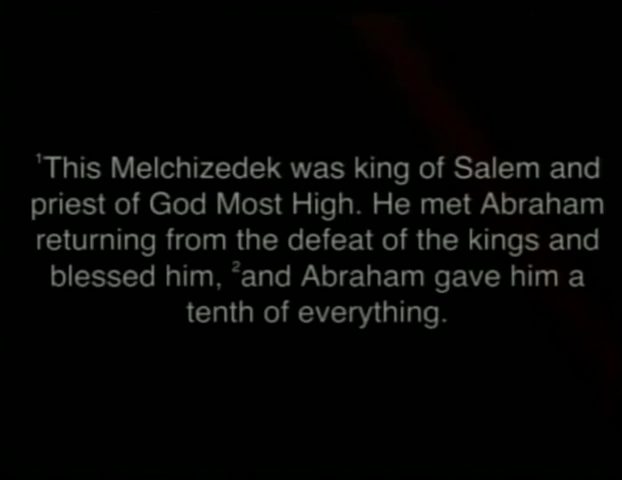 ¹This Melchizedek was king of Salem and
priest of God Most High. He met Abraham
returning from the defeat of the kings and
blessed him, ²and Abraham gave him a
tenth of everything.